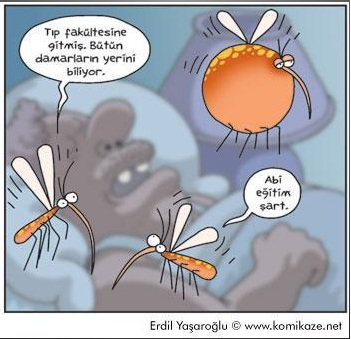 Tıp fakültesine
gitmiş. Bütün
damarların yerini
biliyor.
Abi
eğitim
şart.
Erdil Yaşaroğlu © www.komikaze.net